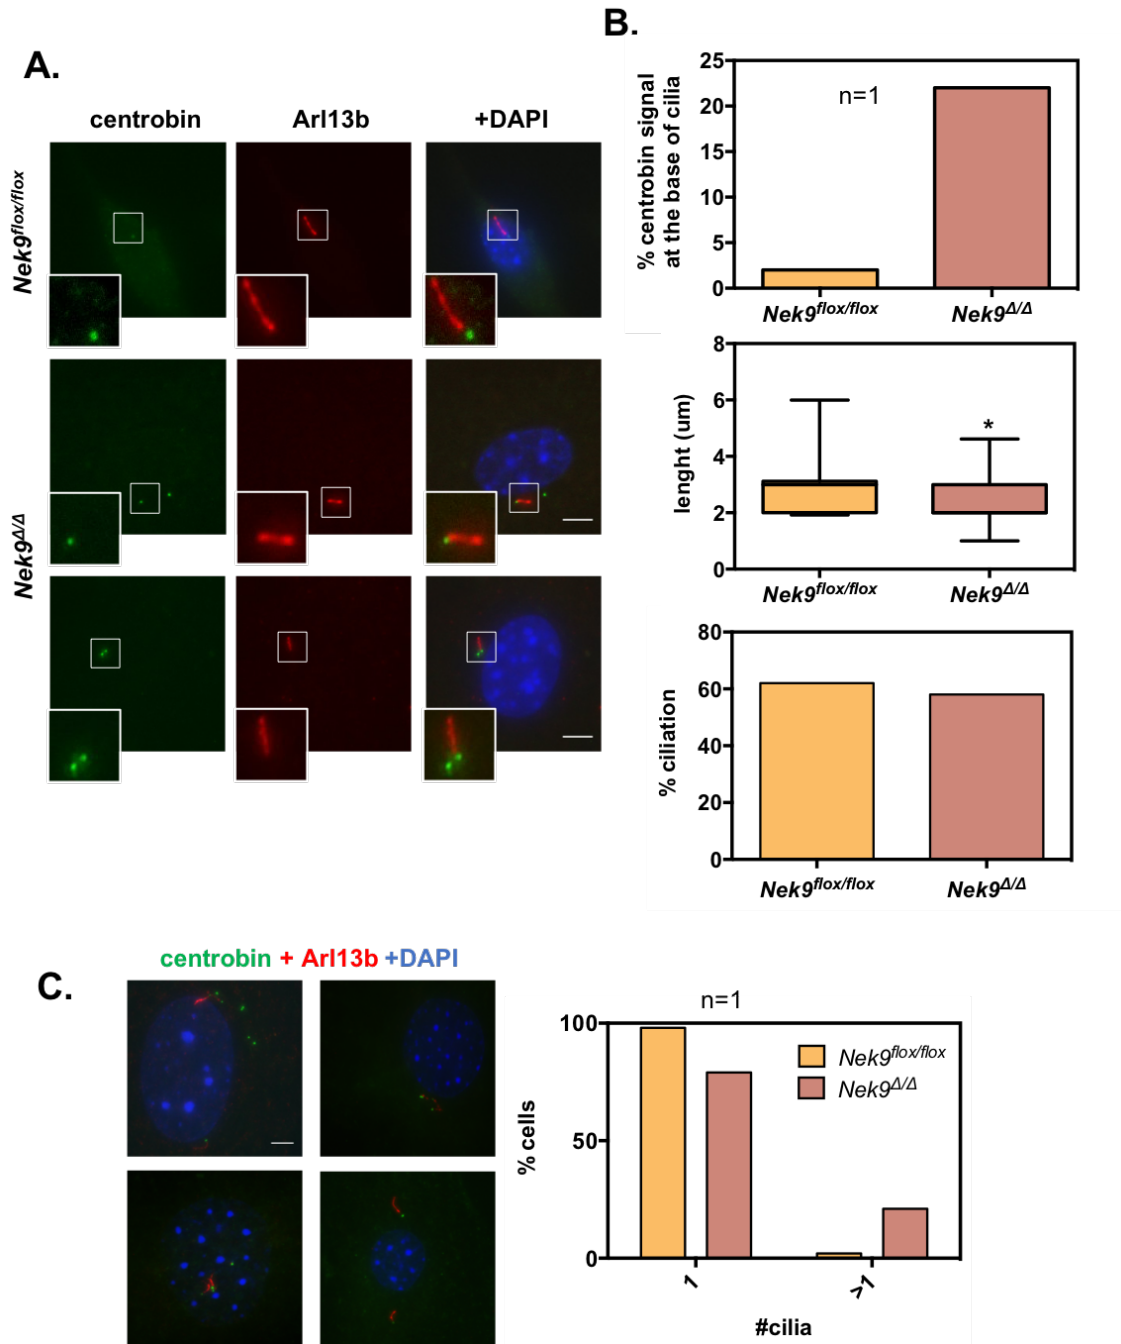 A.
centrobin Arl13b +DAPI
Nek9flox/flox
Nek9Δ/Δ
B.
% centrobin signal
at the base of cilia
25
20
15
10
5
0
n=1
Nek9flox/flox Nek9Δ/Δ
lenght (um)
8
6
4
2
0
*
Nek9flox/flox Nek9Δ/Δ
% ciliation
80
60
40
20
0
Nek9flox/flox Nek9Δ/Δ
C.
centrobin + Arl13b +DAPI
n=1
% cells
100
50
0
Nek9flox/flox
Nek9Δ/Δ
1 >1
#cilia